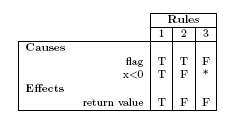 Rules
1 2 3
Causes
flag T T F
x<0 T F *
Effects
return value T F F